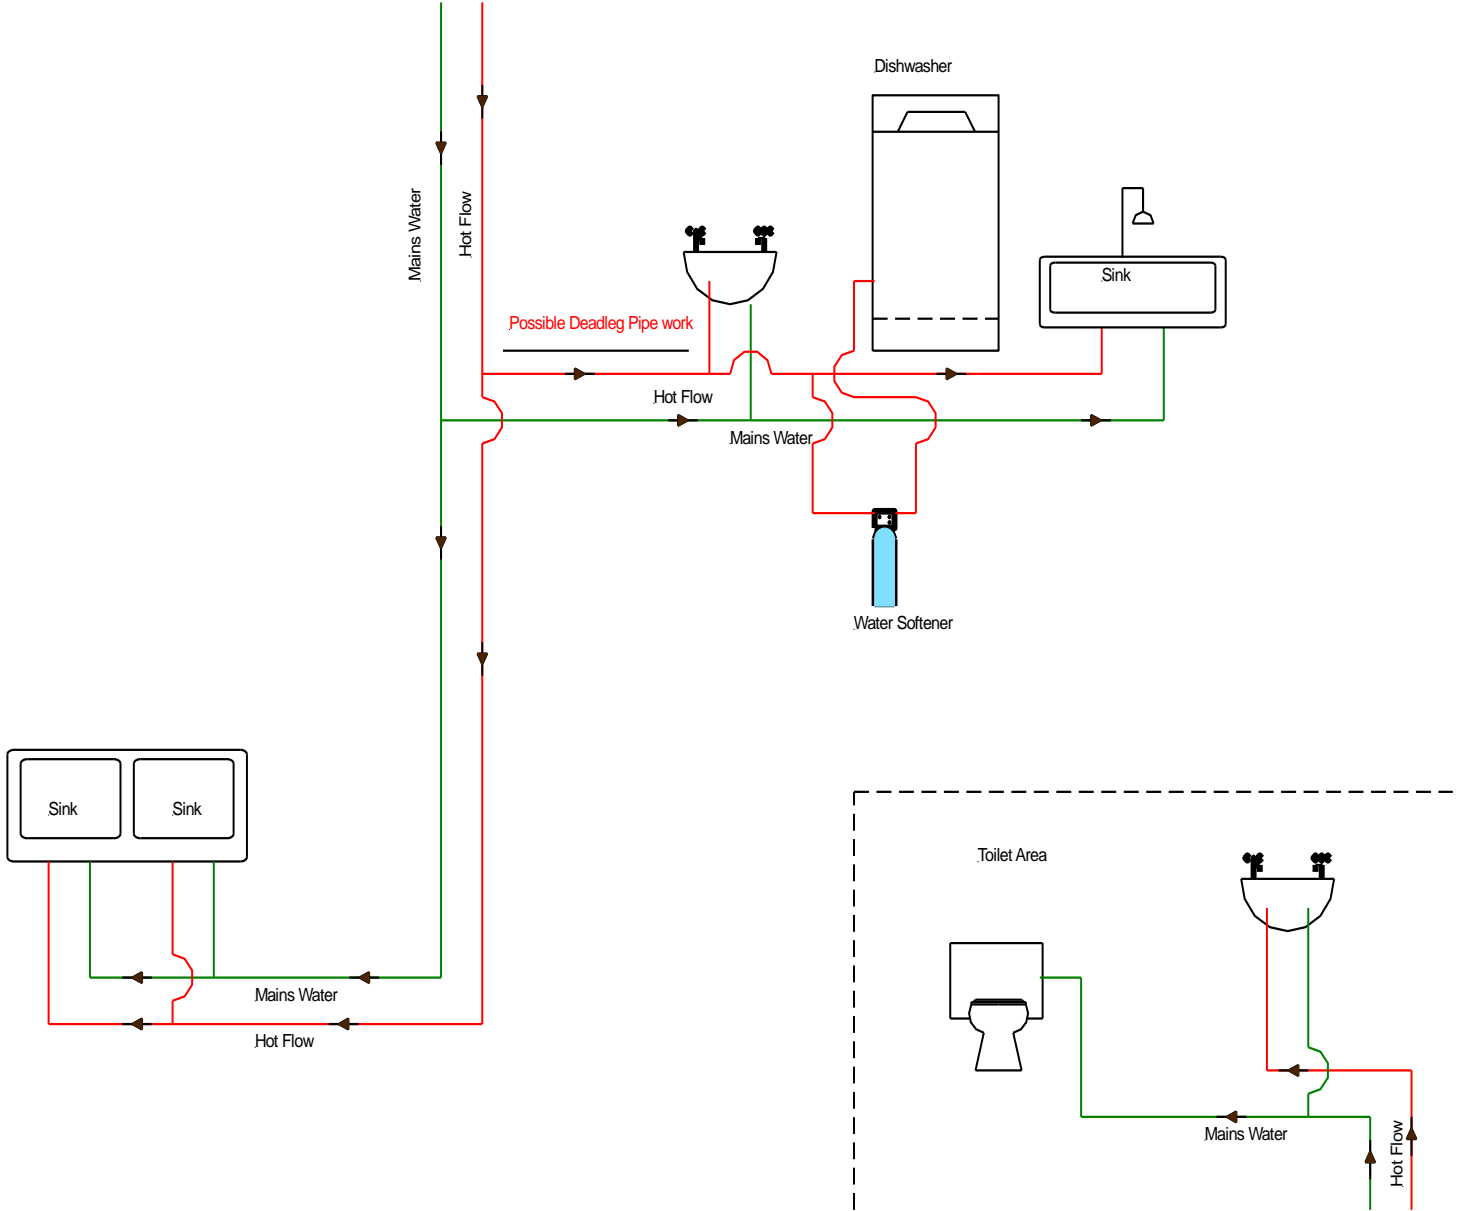 Dishwasher
Mains Water
Hot Flow
Sink
Possible Deadleg Pipe work
Hot Flow
Mains Water
Water Softener
Sink
Sink
Toilet Area
Mains Water
Hot Flow
Mains Water
Hot Flow